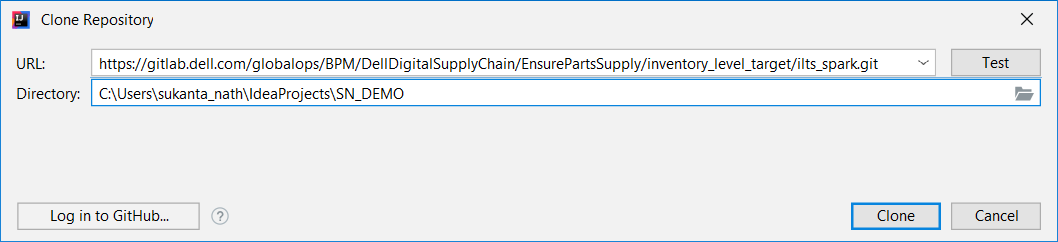 Clone Repository
URL: https://gitlab.dell.com/globalops/BPM/DellDigitalSupplyChain/EnsurePartsSupply/inventory_level_target/ilts_spark.git Test
Directory: C:\Users\sukanta_nath\IdeaProjects\SN_DEMO
Log in to GitHub... ? Clone Cancel